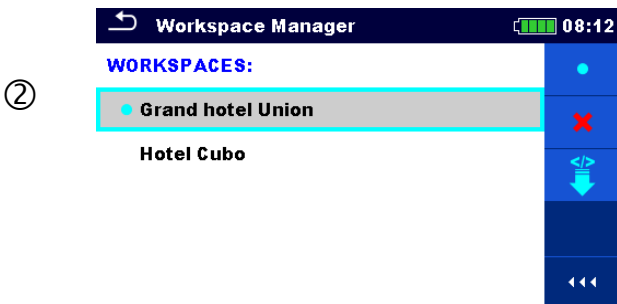 Workspace Manager 08:12
WORKSPACES:
②
Grand hotel Union
Hotel Cubo
</>